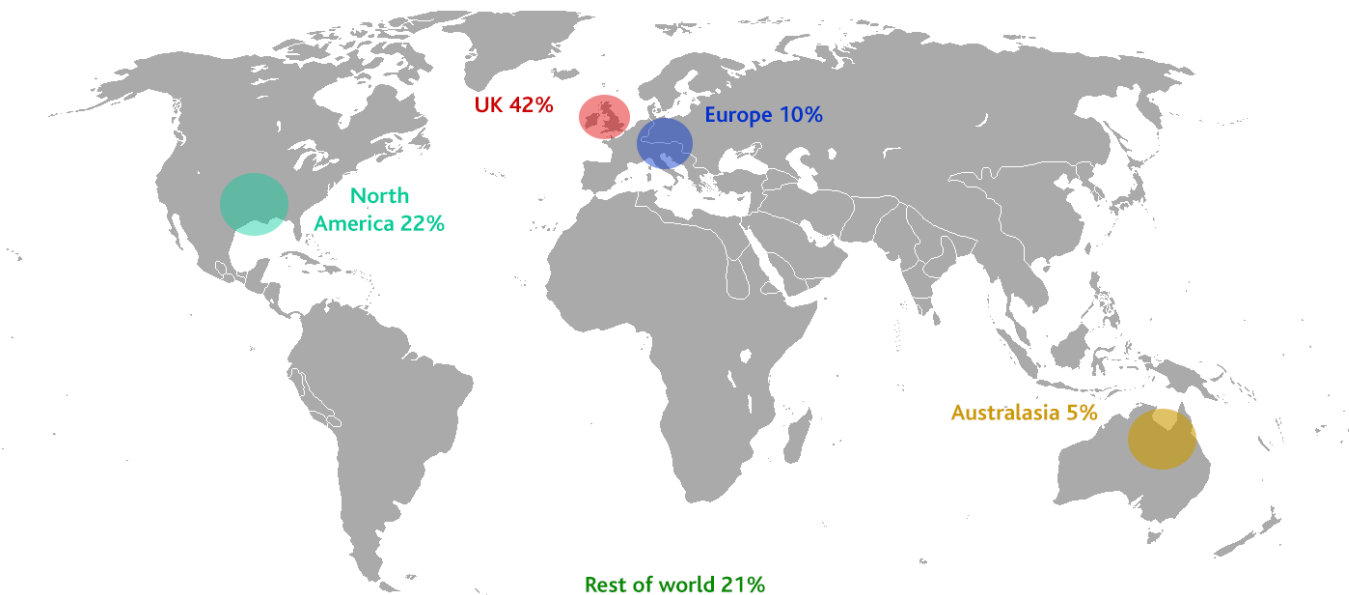 UK 42%
Europe 10%
North
America 22%
Australasia 5%
Rest of world 21%